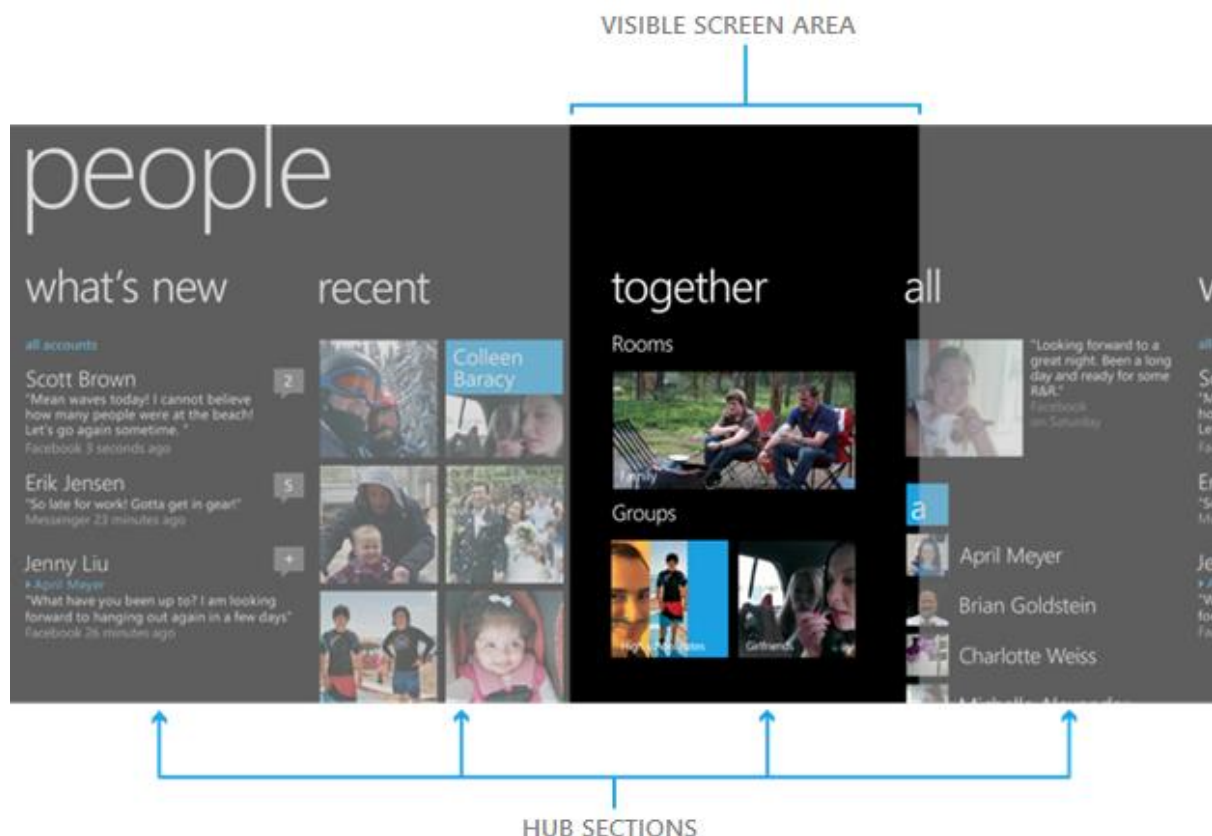 VISIBLE SCREEN AREA
people
what's new
all accounts
Scott Brown
2
"Mean waves today! I cannot believe
how many people were at the beach!
Let's go again sometime. "
Facebook 3 seconds ago
Erik Jensen
5
"So late for work! Gotta get in gear!"
Messenger 23 minutes ago
Jenny Liu
+
April Meyer
"What have you been up to? I am looking
forward to hanging out again in a few days"
Facebook 26 minutes ago
recent
Colleen
Baracy
together
Rooms
Family
Groups
Girlfriends
all
"Looking forward to a
great night. Been a long
day and ready for some
R&R."
Facebook
on Saturday
a
April Meyer
Brian Goldstein
Charlotte Weiss
HUB SECTIONS